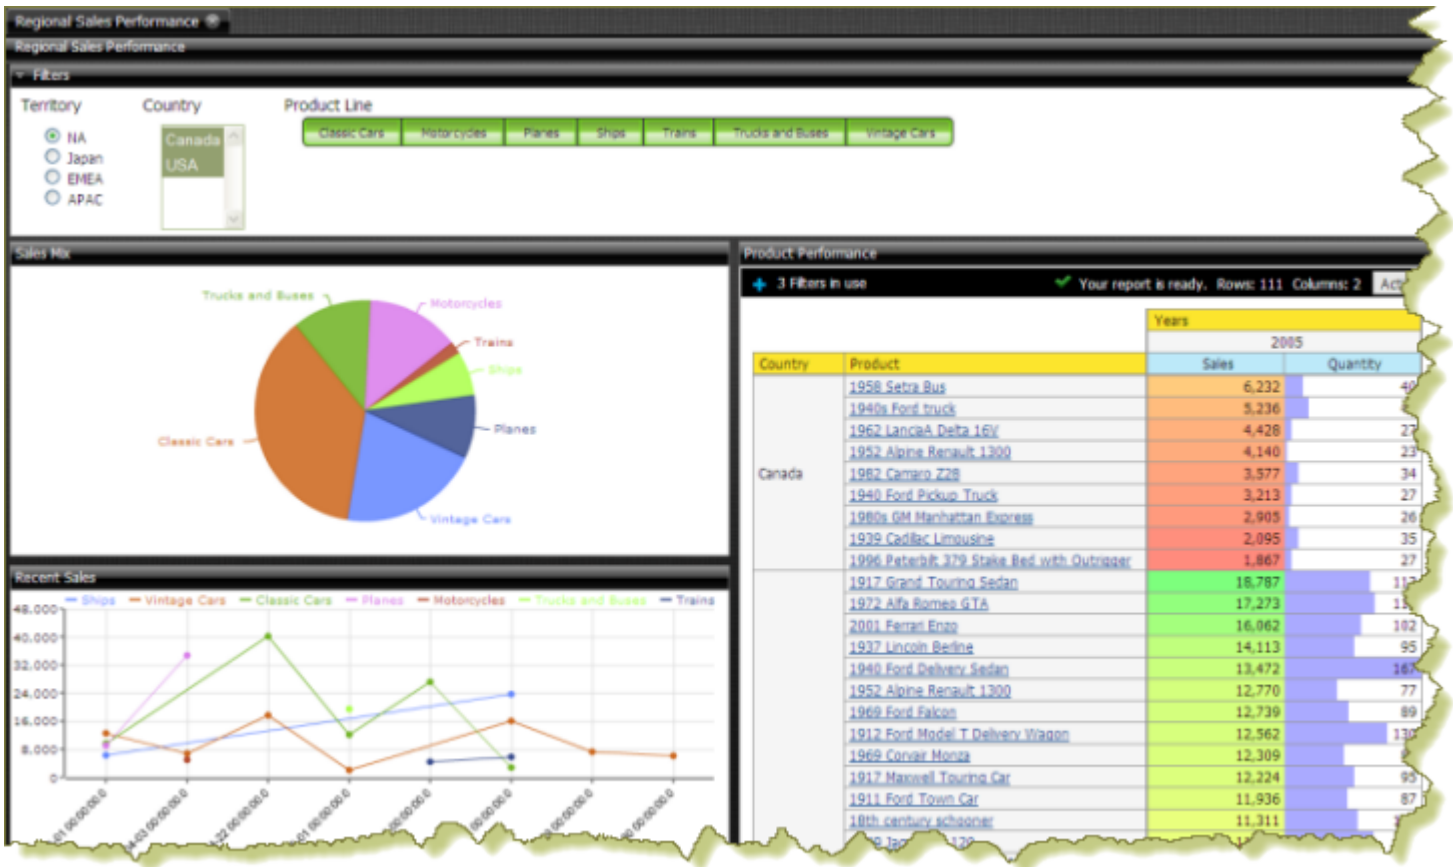 Regional Sales Performance
Regional Sales Performance
Filters
Territory Country Product Line
NA
Japan
EMEA
APAC
Canada
USA
Classic Cars Motorcycles Planes Ships Trains Trucks and Buses Vintage Cars
Sales Mix
Trucks and Buses
Motorcycles
Trains
Ships
Planes
Classic Cars
Vintage Cars
Recent Sales
Ships Vintage Cars Classic Cars Planes Motorcycles Trucks and Buses Trains
48.000
40.000
32.000
24.000
16.000
8.000
0
Product Performance
3 Filters in use Your report is ready. Rows: 111 Columns: 2
Years
2005
Country Product Sales Quantity
Canada
1958 Setra Bus 6,232
1940s Ford truck 5,236
1962 LanciaA Delta 16V 4,428 27
1952 Alpine Renault 1300 4,140 23
1982 Camaro Z28 3,577 34
1940 Ford Pickup Truck 3,213 27
1980s GM Manhattan Express 2,905 26
1939 Cadillac Limousine 2,095 35
1996 Peterbilt 379 Stake Bed with Outrigger 1,867 27
1917 Grand Touring Sedan 18,787
1972 Alfa Romeo GTA 17,273
2001 Ferrari Enzo 16,062 102
1937 Lincoln Berline 14,113 95
1940 Ford Delivery Sedan 13,472 167
1952 Alpine Renault 1300 12,770 77
1969 Ford Falcon 12,739 89
1912 Ford Model T Delivery Wagon 12,562 130
1969 Corvair Monza 12,309
1917 Maxwell Touring Car 12,224 95
1911 Ford Town Car 11,936 87
18th century schooner 11,311